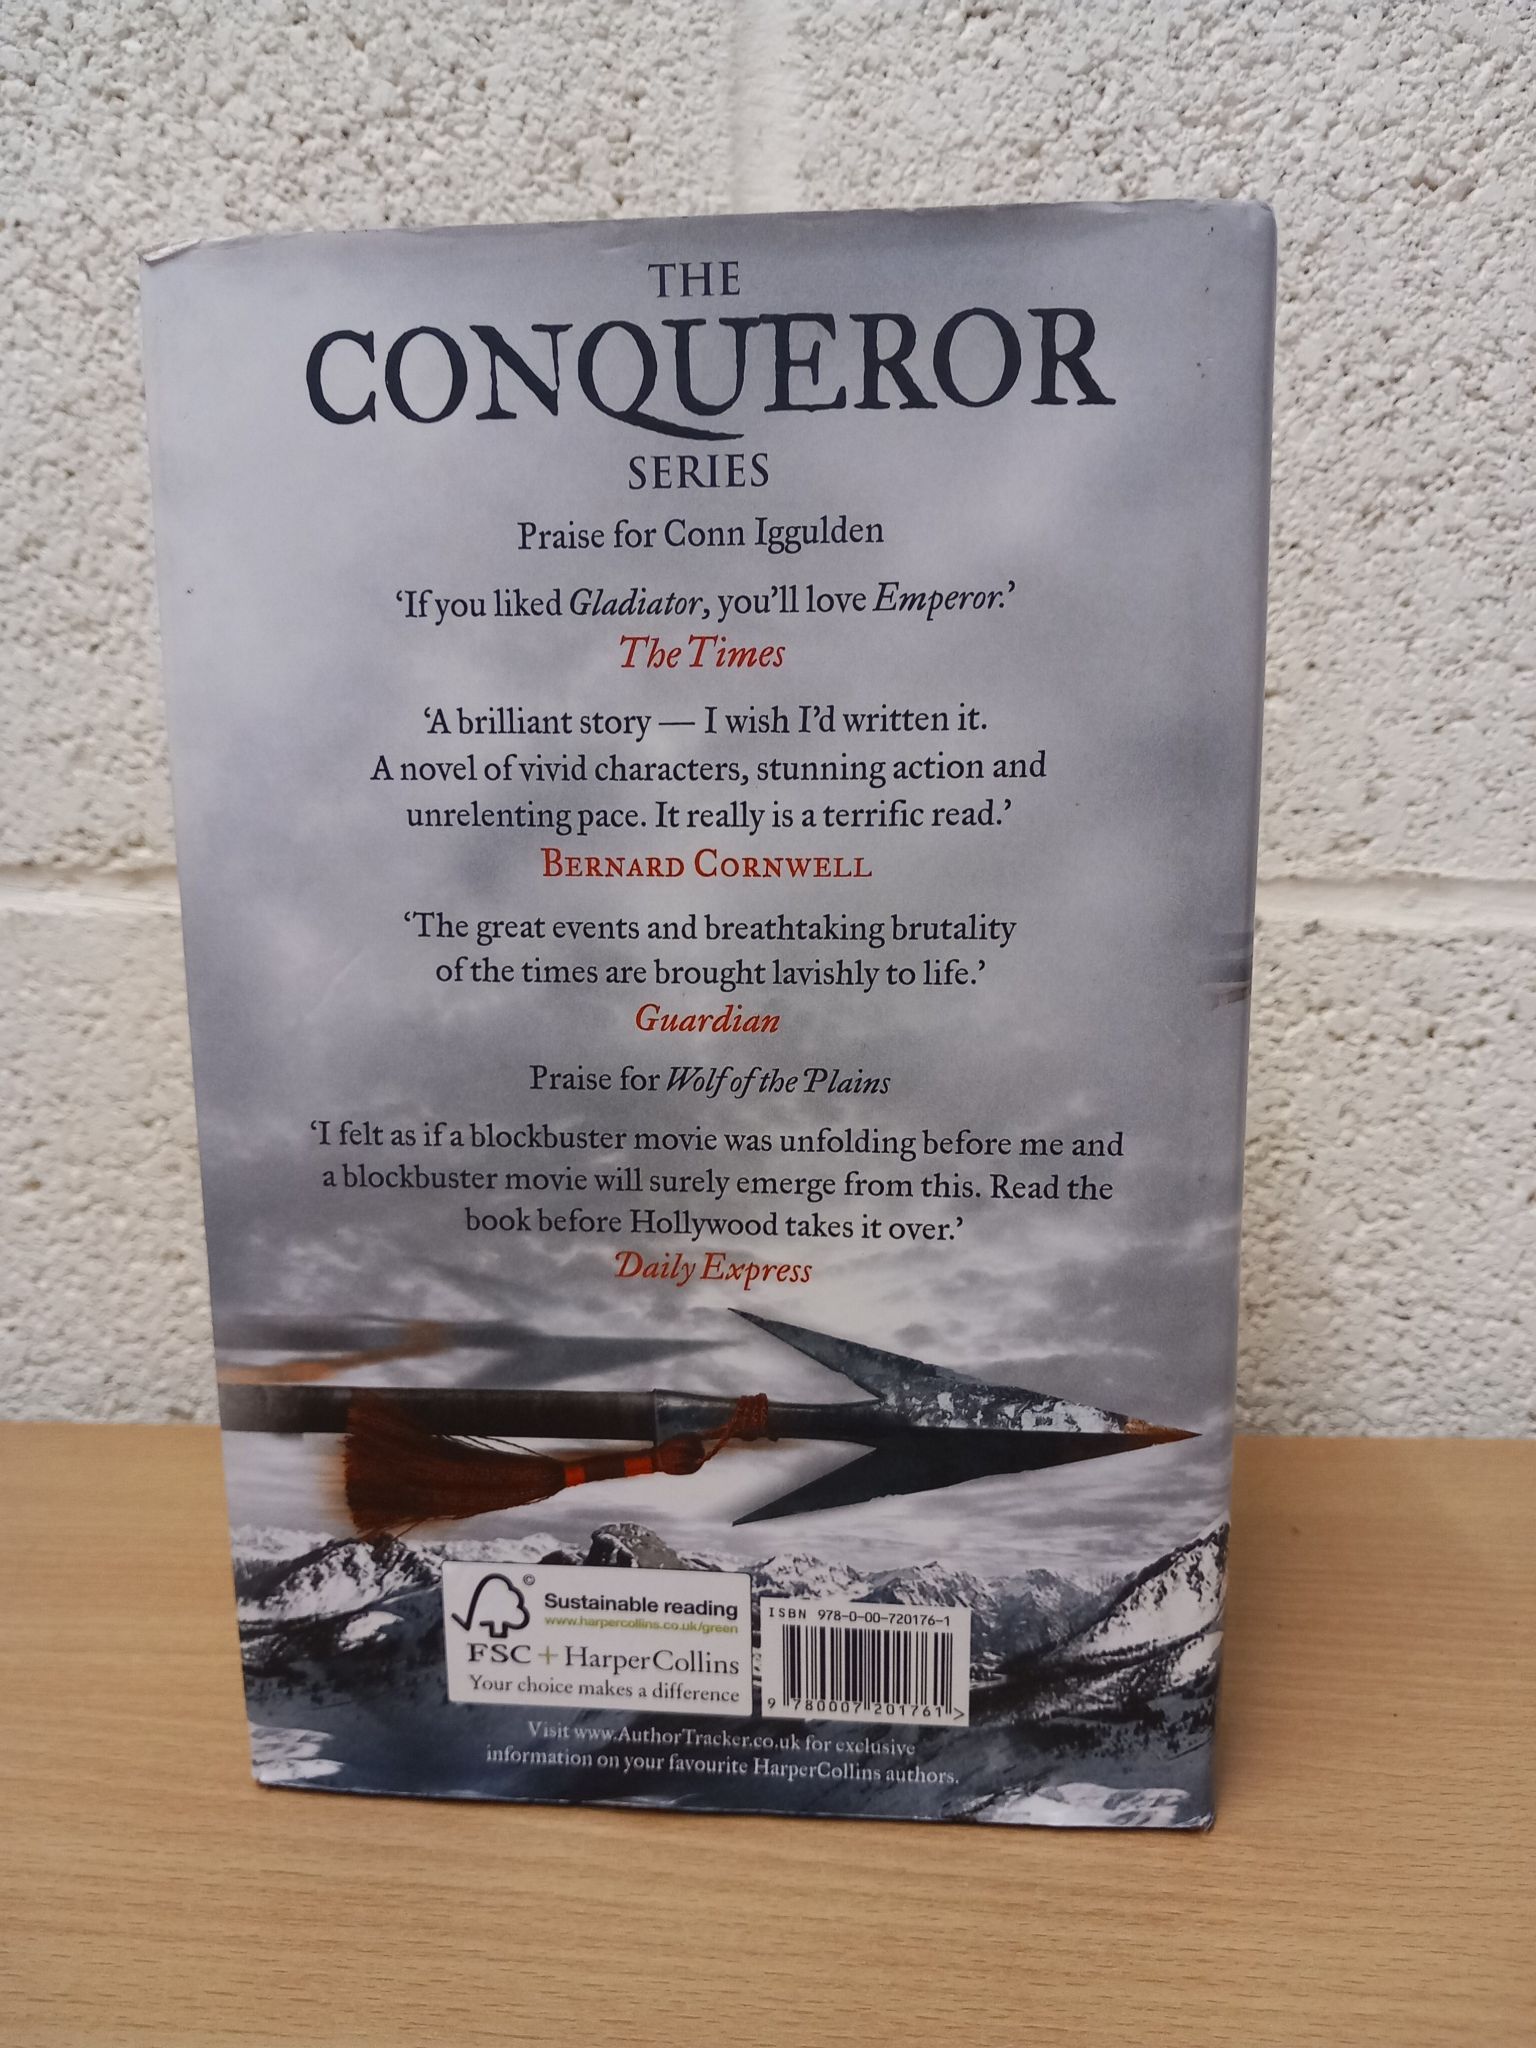 THE
CONQUEROR
SERIES
Praise for Conn Iggulden
‘If you liked Gladiator, you’ll love Emperor.’
The Times
‘A brilliant story — I wish I’d written it.
A novel of vivid characters, stunning action and
unrelenting pace. It really is a terrific read.’
BERNARD CORNWELL
‘The great events and breathtaking brutality
of the times are brought lavishly to life.’
Guardian
Praise for Wolf of the Plains
‘I felt as if a blockbuster movie was unfolding before me and
a blockbuster movie will surely emerge from this. Read the
book before Hollywood takes it over.’
Daily Express
©
Sustainable reading
www.harpercollins.co.uk/green
FSC + HarperCollins
Your choice makes a difference
ISBN 978-0-00-720176-1
9 780007 201761 >
Visit www.AuthorTracker.co.uk for exclusive
information on your favourite HarperCollins authors.